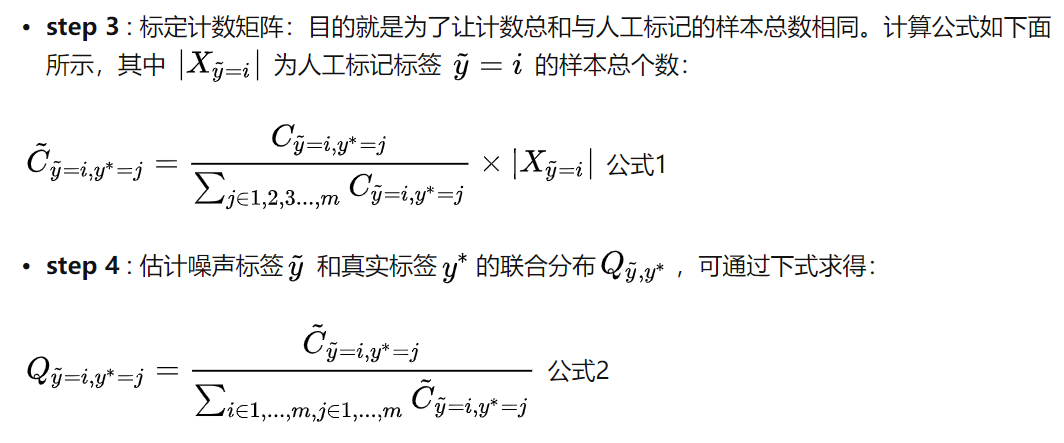 • step 3 : 标定计数矩阵：目的就是为了让计数总和与人工标记的样本总数相同。计算公式如下面
所示，其中 $|X_{\tilde{y}=i}|$ 为人工标记标签 $\tilde{y}=i$ 的样本总个数：
$\tilde{C}_{\tilde{y}=i,y^*=j} = \frac{C_{\tilde{y}=i,y^*=j}}{\sum_{j\in 1,2,3...,m} C_{\tilde{y}=i,y^*=j}} \times |X_{\tilde{y}=i}|$ 公式1
• step 4 : 估计噪声标签 $\tilde{y}$ 和真实标签 $y^*$ 的联合分布 $Q_{\tilde{y},y^*}$ ，可通过下式求得：
$Q_{\tilde{y}=i,y^*=j} = \frac{\tilde{C}_{\tilde{y}=i,y^*=j}}{\sum_{i\in 1,...,m,j\in 1,...,m} \tilde{C}_{\tilde{y}=i,y^*=j}}$ 公式2